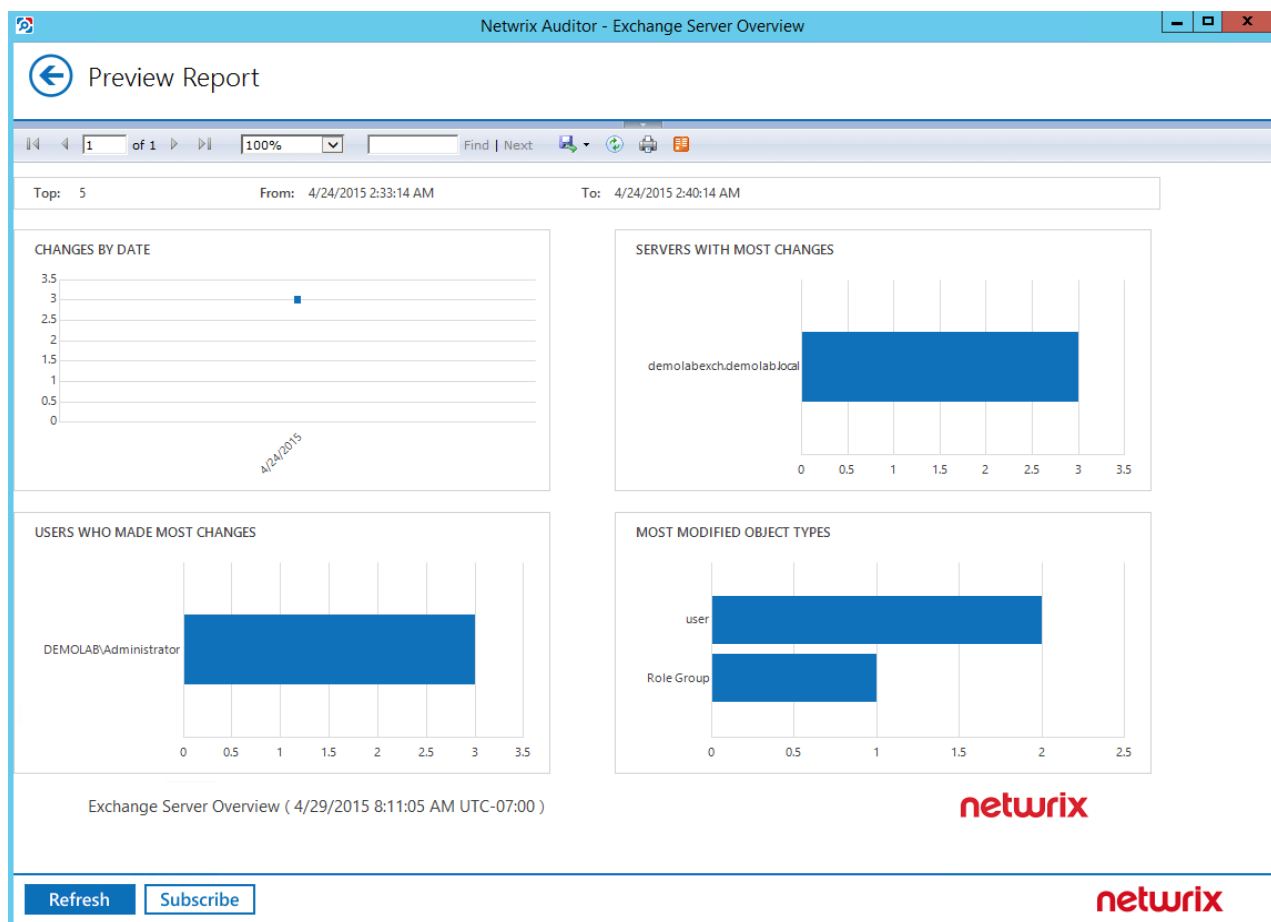 Netwrix Auditor - Exchange Server Overview
Preview Report
1 of 1 100% Find | Next
Top: 5 From: 4/24/2015 2:33:14 AM To: 4/24/2015 2:40:14 AM
CHANGES BY DATE
3.5
3
2.5
2
1.5
1
0.5
0
4/24/2015
SERVERS WITH MOST CHANGES
demolabexch.demolab.local
0 0.5 1 1.5 2 2.5 3 3.5
USERS WHO MADE MOST CHANGES
DEMOLAB\Administrator
0 0.5 1 1.5 2 2.5 3 3.5
MOST MODIFIED OBJECT TYPES
user
Role Group
0 0.5 1 1.5 2 2.5
Exchange Server Overview ( 4/29/2015 8:11:05 AM UTC-07:00 )
netwrix
Refresh Subscribe
netwrix